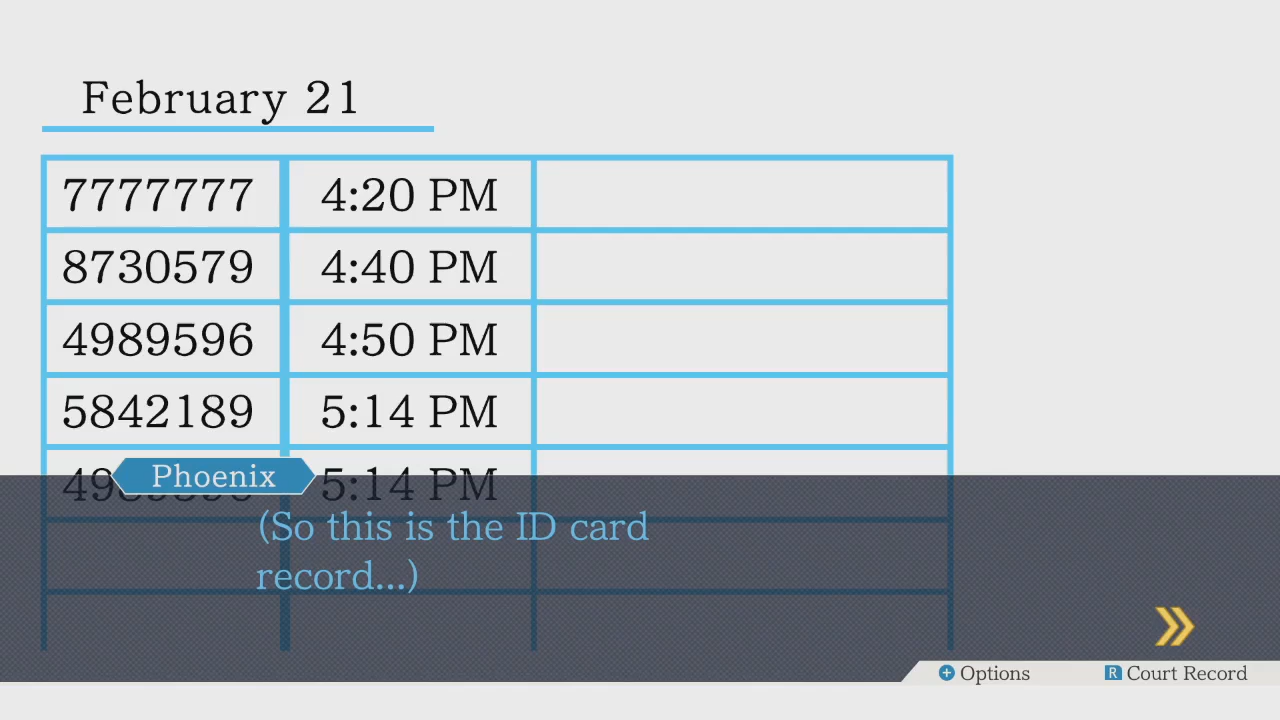 February 21
7777777 4:20 PM
8730579 4:40 PM
4989596 4:50 PM
5842189 5:14 PM
5:14 PM
Phoenix
(So this is the ID card
record...)
Options
R Court Record